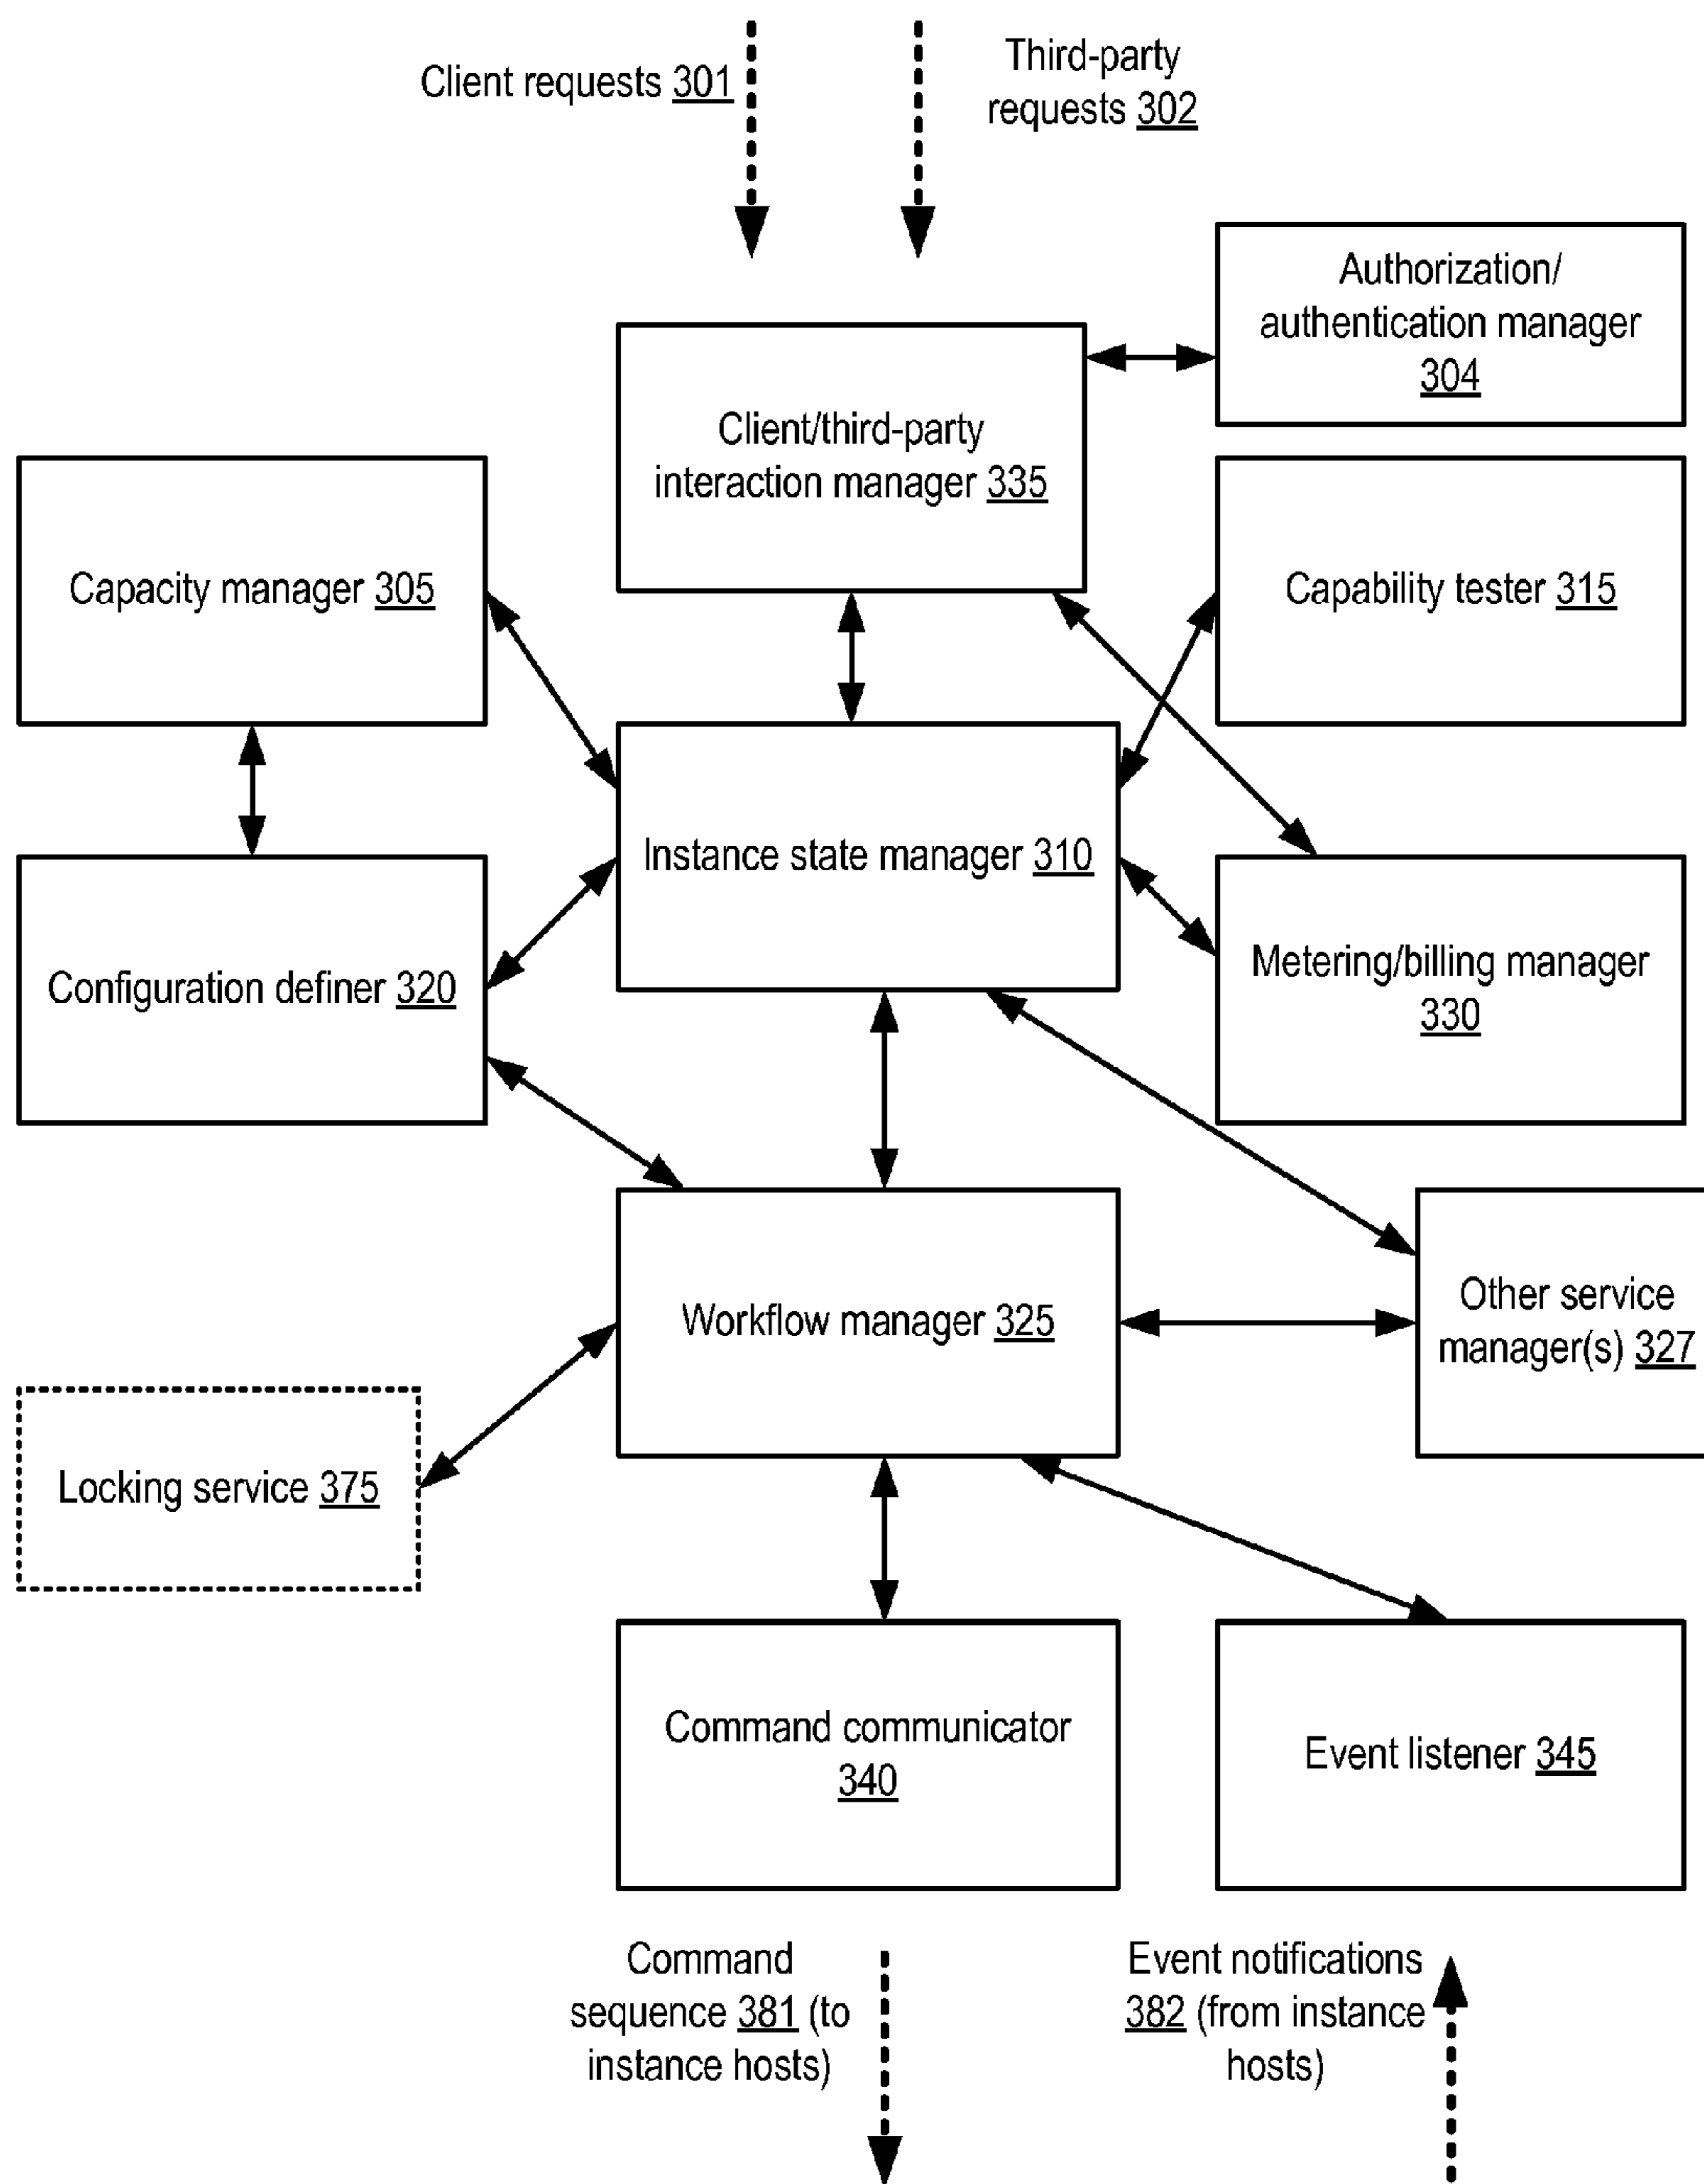 Client requests 301
Third-party
requests 302
Authorization/
authentication manager
304
Client/third-party
interaction manager 335
Capacity manager 305
Capability tester 315
Instance state manager 310
Configuration definer 320
Metering/billing manager
330
Workflow manager 325
Other service
manager(s) 327
Locking service 375
Command communicator
340
Event listener 345
Command
sequence 381 (to
instance hosts)
Event notifications
382 (from instance
hosts)